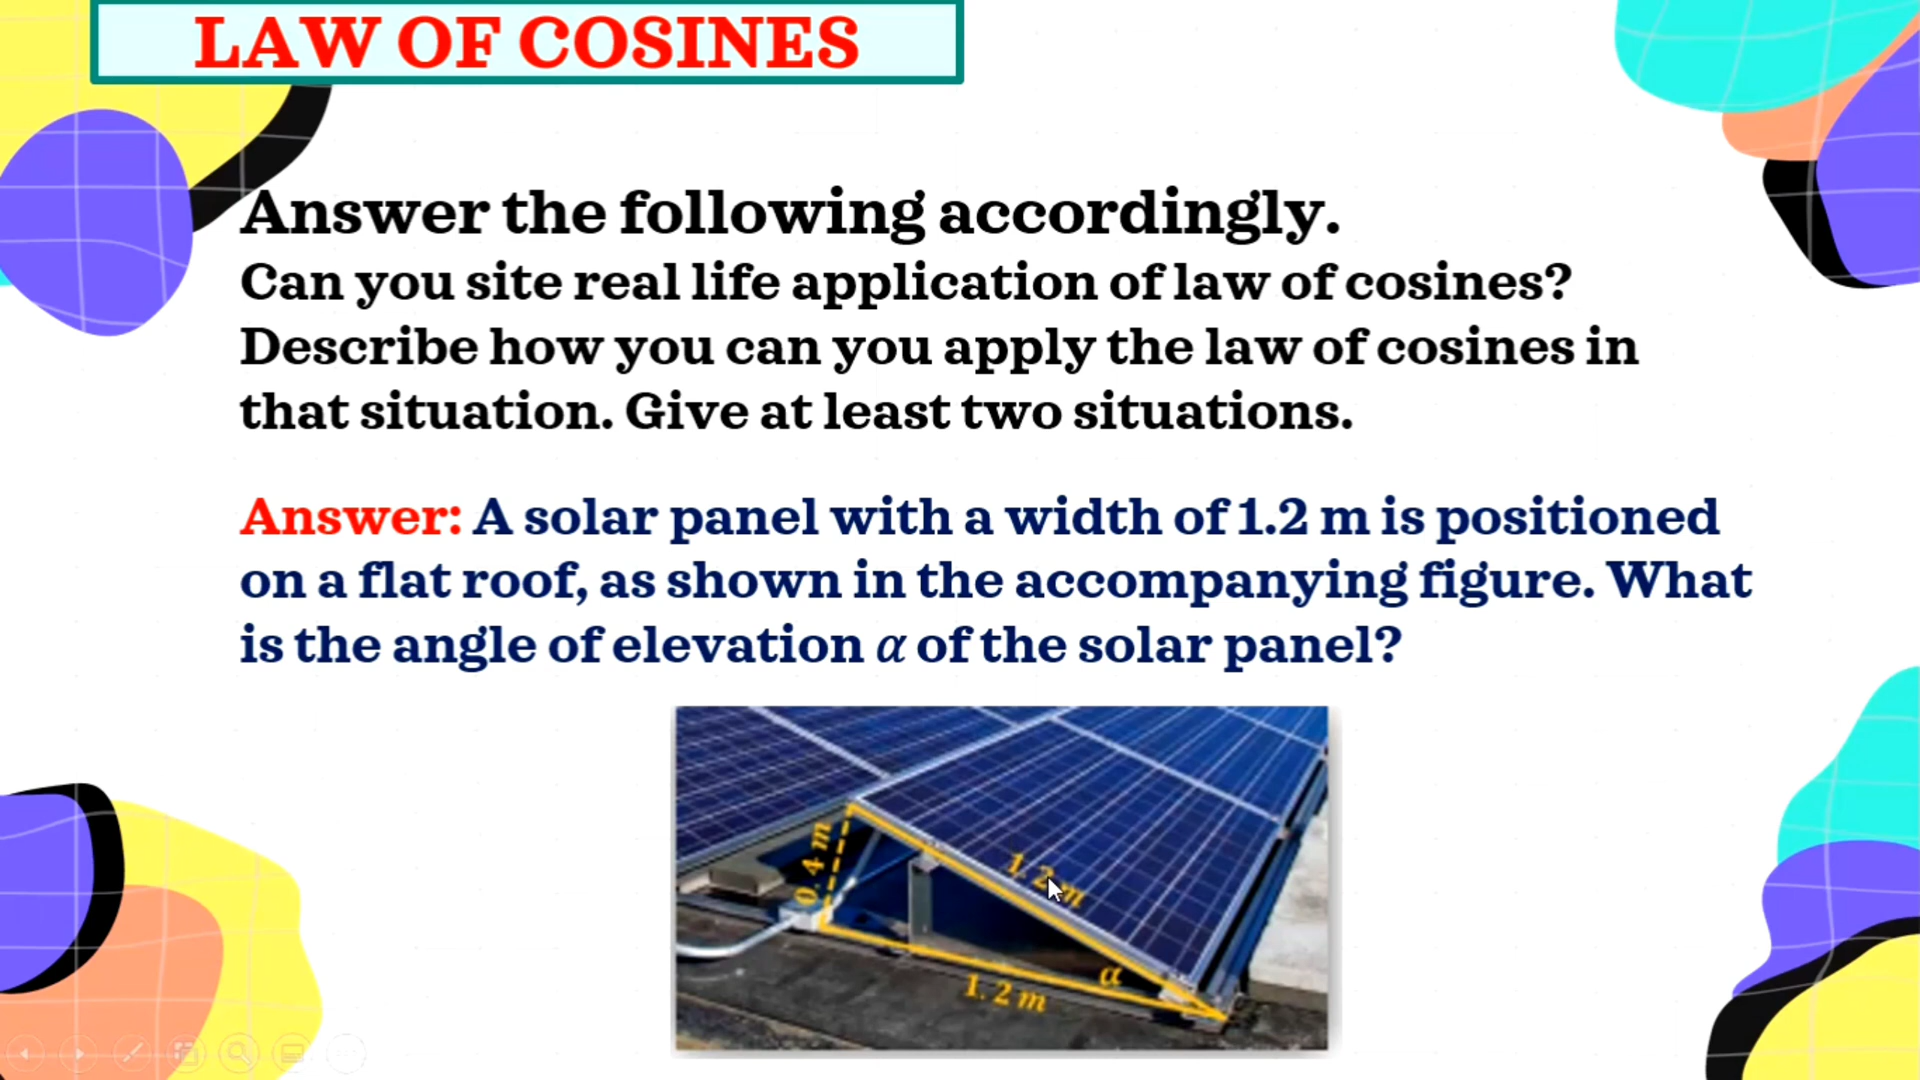 LAW OF COSINES
Answer the following accordingly.
Can you site real life application of law of cosines?
Describe how you can you apply the law of cosines in
that situation. Give at least two situations.
Answer: A solar panel with a width of 1.2 m is positioned
on a flat roof, as shown in the accompanying figure. What
is the angle of elevation α of the solar panel?
0. 4 m
1. 2 m
α
1. 2 m